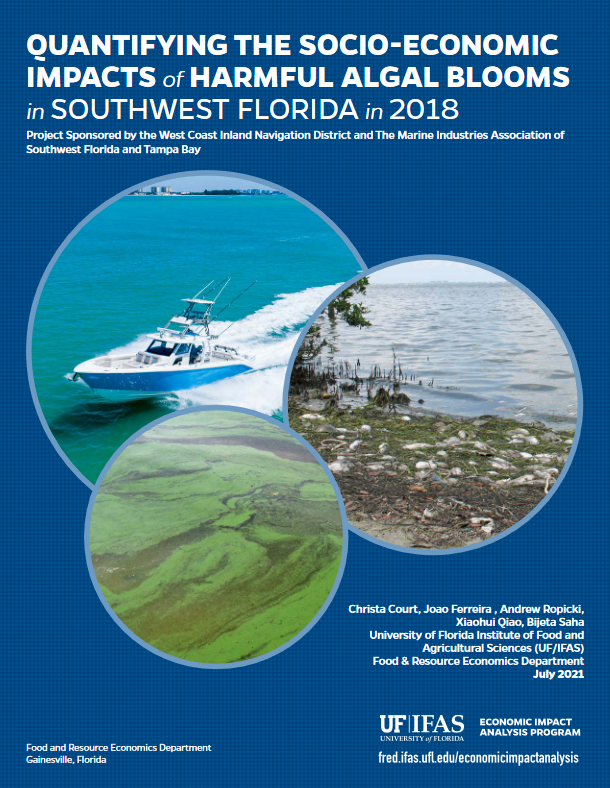 QUANTIFYING THE SOCIO-ECONOMIC
IMPACTS of HARMFUL ALGAL BLOOMS
in SOUTHWEST FLORIDA in 2018
Project Sponsored by the West Coast Inland Navigation District and The Marine Industries Association of
Southwest Florida and Tampa Bay
Christa Court, Joao Ferreira , Andrew Ropicki,
Xiaohui Qiao, Bijeta Saha
University of Florida Institute of Food and
Agricultural Sciences (UF/IFAS)
Food & Resource Economics Department
July 2021
UF|IFAS
UNIVERSITY of FLORIDA
ECONOMIC IMPACT
ANALYSIS PROGRAM
Food and Resource Economics Department
Gainesville, Florida
fred.ifas.ufl.edu/economicimpactanalysis